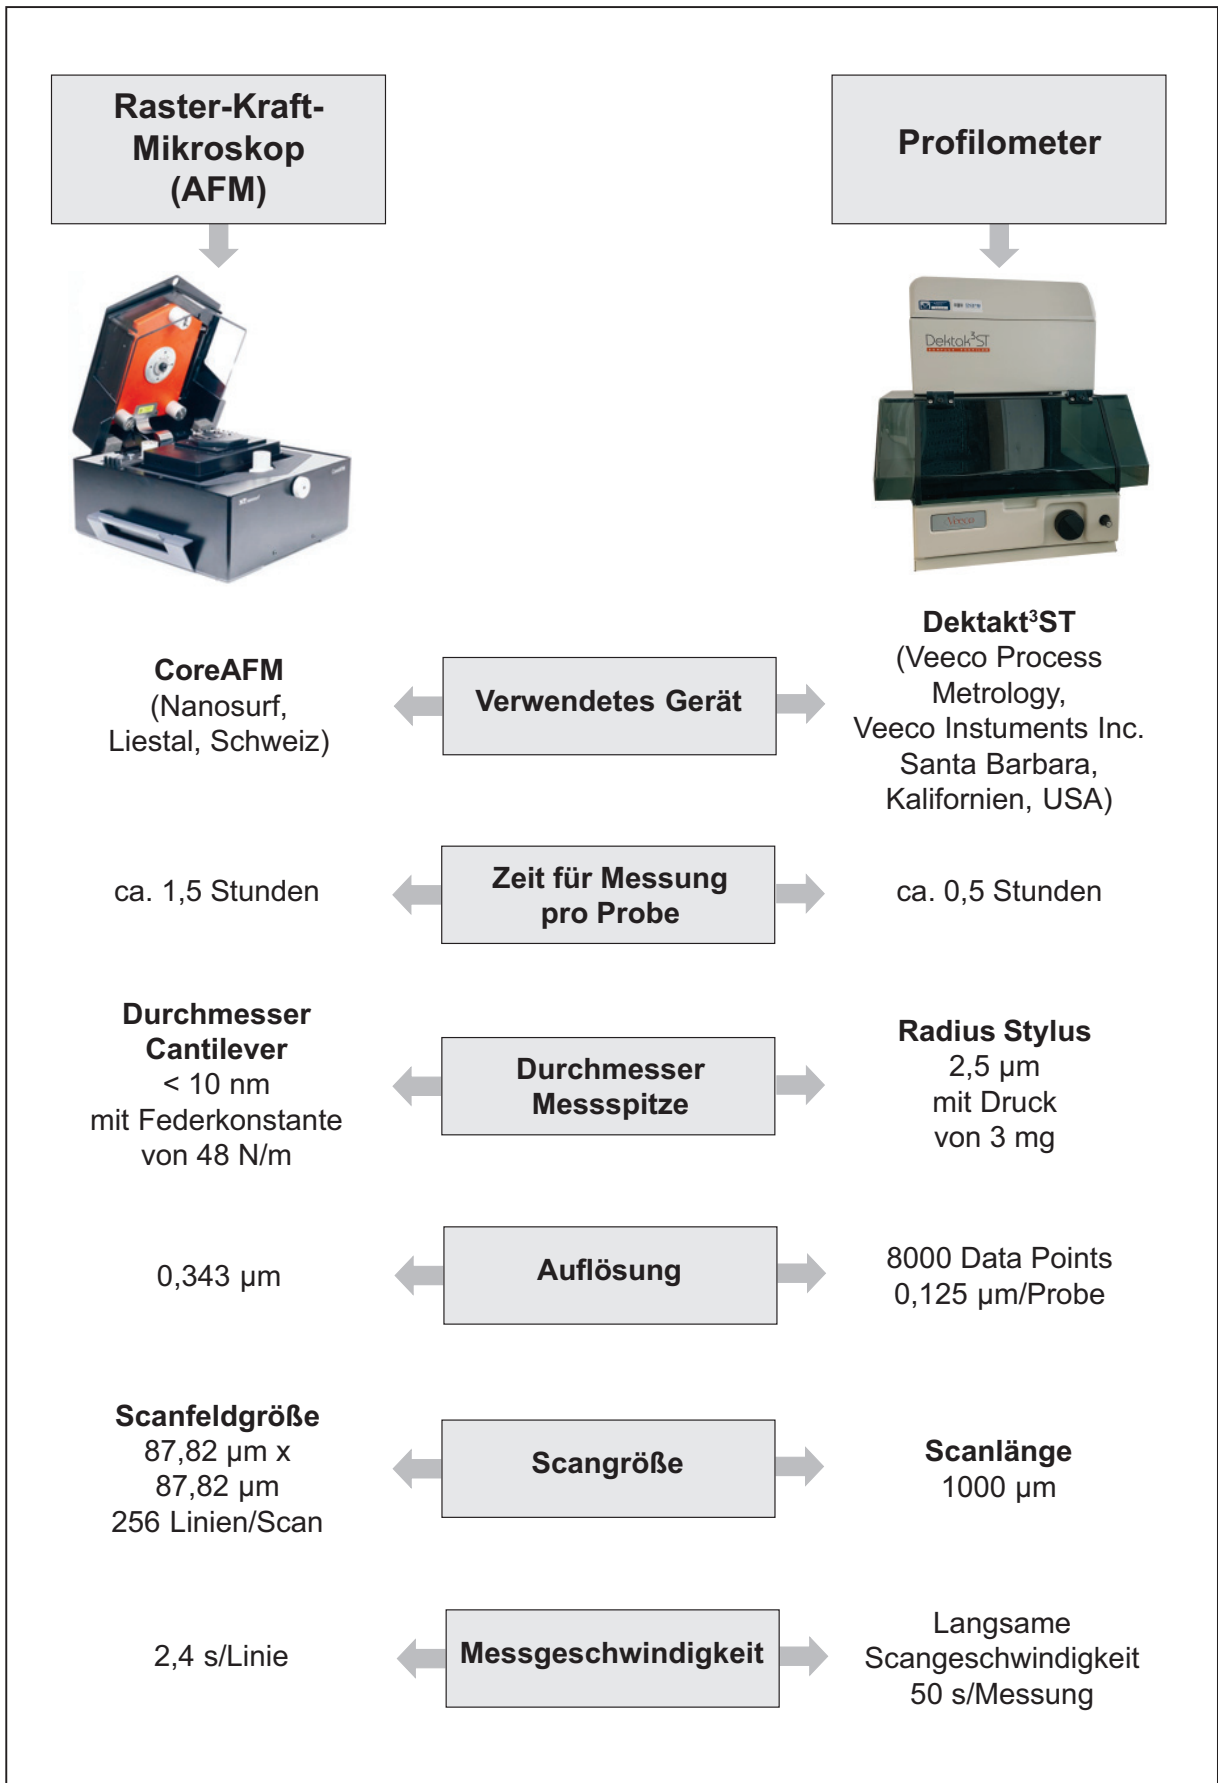 Raster-Kraft-
Mikroskop
(AFM)
Profilometer
Dektak³ST
Veeco
CoreAFM
(Nanosurf,
Liestal, Schweiz)
Verwendetes Gerät
Dektakt³ST
(Veeco Process
Metrology,
Veeco Instuments Inc.
Santa Barbara,
Kalifornien, USA)
ca. 1,5 Stunden
Zeit für Messung
pro Probe
ca. 0,5 Stunden
Durchmesser
Cantilever
< 10 nm
mit Federkonstante
von 48 N/m
Durchmesser
Messspitze
Radius Stylus
2,5 µm
mit Druck
von 3 mg
0,343 µm
Auflösung
8000 Data Points
0,125 µm/Probe
Scanfeldgröße
87,82 µm x
87,82 µm
256 Linien/Scan
Scangröße
Scanlänge
1000 µm
2,4 s/Linie
Messgeschwindigkeit
Langsame
Scangeschwindigkeit
50 s/Messung